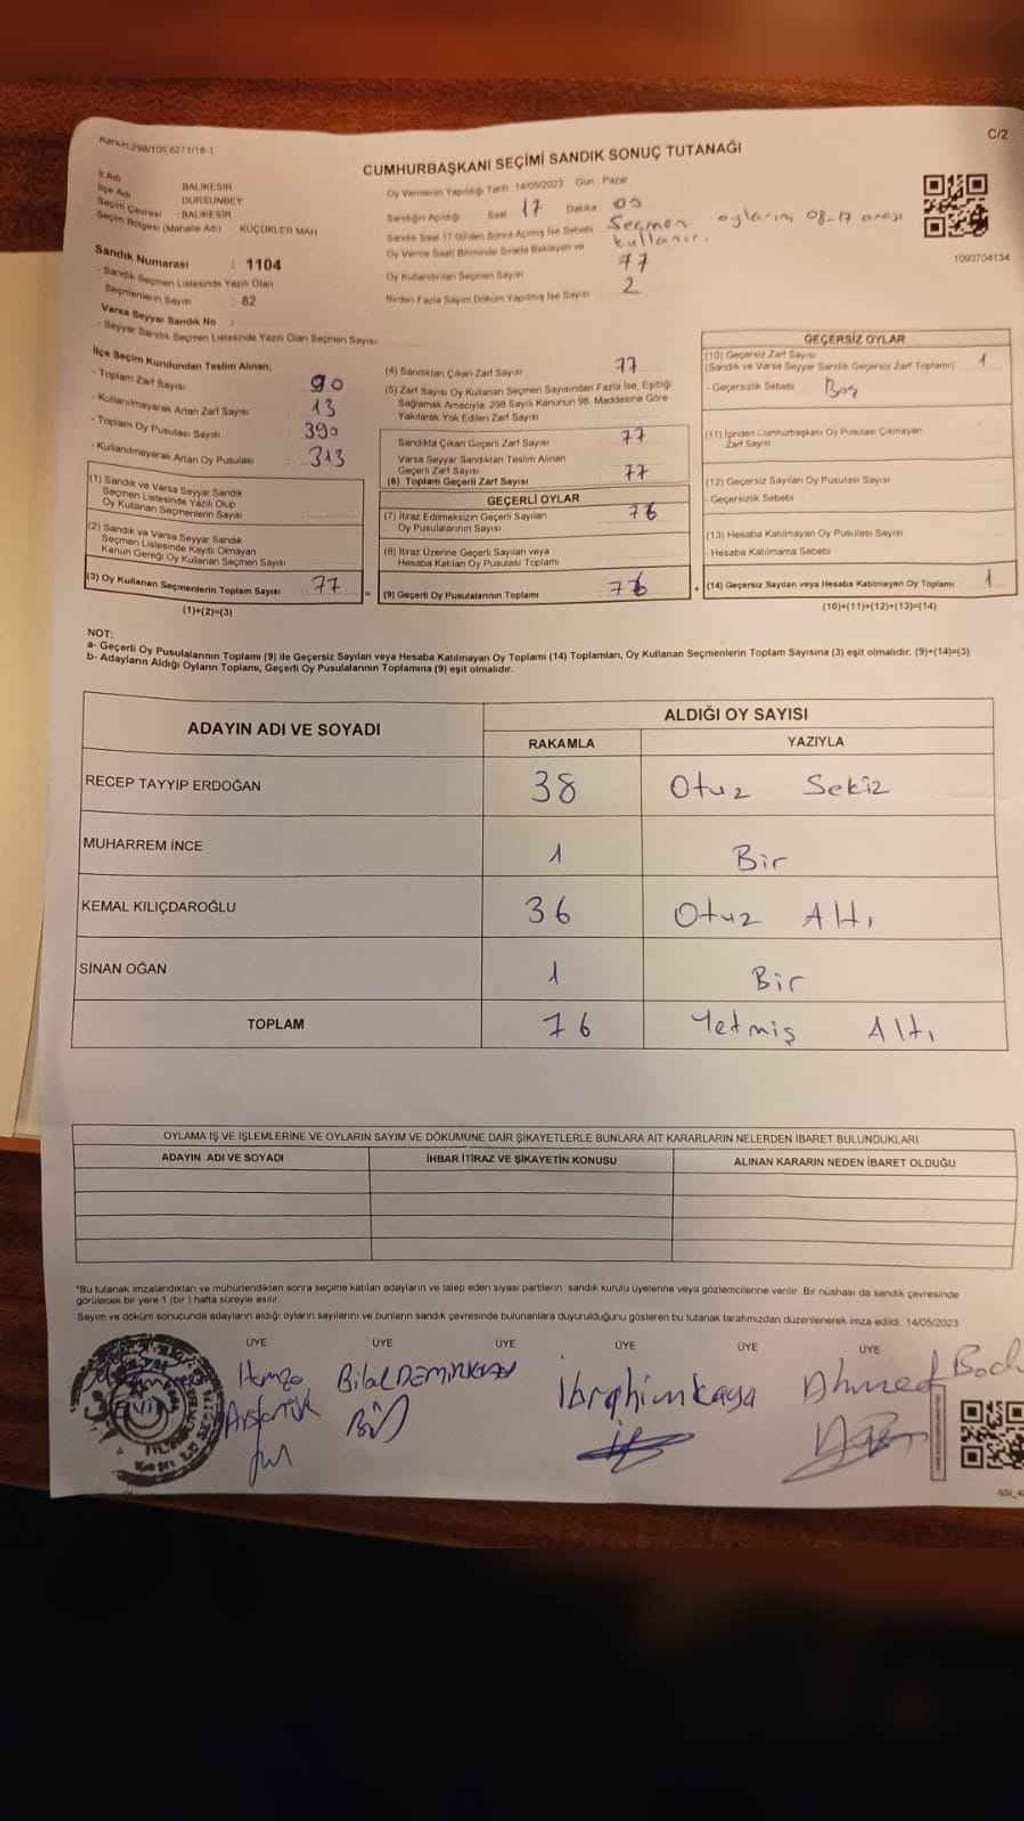 C/2
CUMHURBAŞKANI SEÇİMİ SANDIK SONUÇ TUTANAĞI
İl Adı BALIKESİR
İlçe Adı DURSUNBEY
Seçim Çevresi : BALIKESİR
Seçim Bölgesi (Mahalle Adı) KÜÇÜKLER MAH
Sandık Numarası : 1104
- Sandık Seçmen Listesinde Yazılı Olan
Seçmenlerin Sayısı : 82
Varsa Seyyar Sandık No :
- Seyyar Sandık Seçmen Listesinde Yazılı Olan Seçmen Sayısı
Oy Vermenin Yapıldığı Tarih : 14/05/2023 Gün : Pazar
Sandığın Açıldığı Saat 17 Dakika 05
Sandık Saat 17.00'den Sonra Açılmış İse Sebebi Seçmen oylarını 08-17 arası
kullanır.
Oy Verme Saati Bitiminde Sırada Bekleyen ve
Oy Kullandırılan Seçmen Sayısı 77
Birden Fazla Sayım Döküm Yapılmış İse Sayısı 2
1093704134
İlçe Seçim Kurulundan Teslim Alınan;
- Toplam Zarf Sayısı 90
- Kullanılmayarak Artan Zarf Sayısı 13
- Toplam Oy Pusulası Sayısı 390
- Kullanılmayarak Artan Oy Pusulası 313
(1) Sandık ve Varsa Seyyar Sandık
Seçmen Listesinde Yazılı Olup
Oy Kullanan Seçmenlerin Sayısı
(2) Sandık ve Varsa Seyyar Sandık
Seçmen Listesinde Kayıtlı Olmayan
Kanun Gereği Oy Kullanan Seçmen Sayısı
(3) Oy Kullanan Seçmenlerin Toplam Sayısı 77
(1)+(2)=(3)
(4) Sandıktan Çıkan Zarf Sayısı 77
(5) Zarf Sayısı Oy Kullanan Seçmen Sayısından Fazla İse, Eşitliği
Sağlamak Amacıyla 298 Sayılı Kanunun 98. Maddesine Göre
Yakılarak Yok Edilen Zarf Sayısı
Sandıkta Çıkan Geçerli Zarf Sayısı 77
Varsa Seyyar Sandıktan Teslim Alınan
Geçerli Zarf Sayısı
(6) Toplam Geçerli Zarf Sayısı 77
GEÇERLİ OYLAR
(7) İtiraz Edilmeksizin Geçerli Sayılan
Oy Pusulalarının Sayısı 76
(8) İtiraz Üzerine Geçerli Sayılan veya
Hesaba Katılan Oy Pusulası Toplamı
(9) Geçerli Oy Pusulalarının Toplamı 76
GEÇERSİZ OYLAR
(10) Geçersiz Zarf Sayısı
(Sandık ve Varsa Seyyar Sandık Geçersiz Zarf Toplamı) 1
- Geçersizlik Sebebi Boş
(11) İçinden Cumhurbaşkanı Oy Pusulası Çıkmayan
Zarf Sayısı
(12) Geçersiz Sayılan Oy Pusulası Sayısı
- Geçersizlik Sebebi
(13) Hesaba Katılmayan Oy Pusulası Sayısı
- Hesaba Katılmama Sebebi
(14) Geçersiz Sayılan veya Hesaba Katılmayan Oy Toplamı 1
(10)+(11)+(12)+(13)=(14)
NOT:
a- Geçerli Oy Pusulalarının Toplamı (9) ile Geçersiz Sayılan veya Hesaba Katılmayan Oy Toplamı (14) Toplamları, Oy Kullanan Seçmenlerin Toplam Sayısına (3) eşit olmalıdır. (9)+(14)=(3)
b- Adayların Aldığı Oyların Toplamı, Geçerli Oy Pusulalarının Toplamına (9) eşit olmalıdır.
ADAYIN ADI VE SOYADI ALDIĞI OY SAYISI
RAKAMLA YAZIYLA
RECEP TAYYİP ERDOĞAN 38 Otuz Sekiz
MUHARREM İNCE 1 Bir
KEMAL KILIÇDAROĞLU 36 Otuz Altı
SİNAN OĞAN 1 Bir
TOPLAM 76 Yetmiş Altı
OYLAMA İŞ VE İŞLEMLERİNE VE OYLARIN SAYIM VE DÖKÜMÜNE DAİR ŞİKAYETLERLE BUNLARA AİT KARARLARIN NELERDEN İBARET BULUNDUKLARI
ADAYIN ADI VE SOYADI İHBAR İTİRAZ VE ŞİKAYETİN KONUSU ALINAN KARARIN NEDEN İBARET OLDUĞU
*Bu tutanak imzalandıktan ve mühürlendikten sonra seçime katılan adayların ve talep eden siyasi partilerin sandık kurulu üyelerine veya gözlemcilerine verilir. Bir nüshası da sandık çevresinde
görülecek bir yere 1 (bir ) hafta süreyle asılır.
Sayım ve döküm sonucunda adayların aldığı oyların sayılarını ve bunların sandık çevresinde bulunanlara duyurulduğunu gösteren bu tutanak tarafımızdan düzenlenerek imza edildi. 14/05/2023
ÜYE ÜYE ÜYE ÜYE ÜYE ÜYE
Hamza Bilal DEMİRKAN İbrahim kaya Ahmed